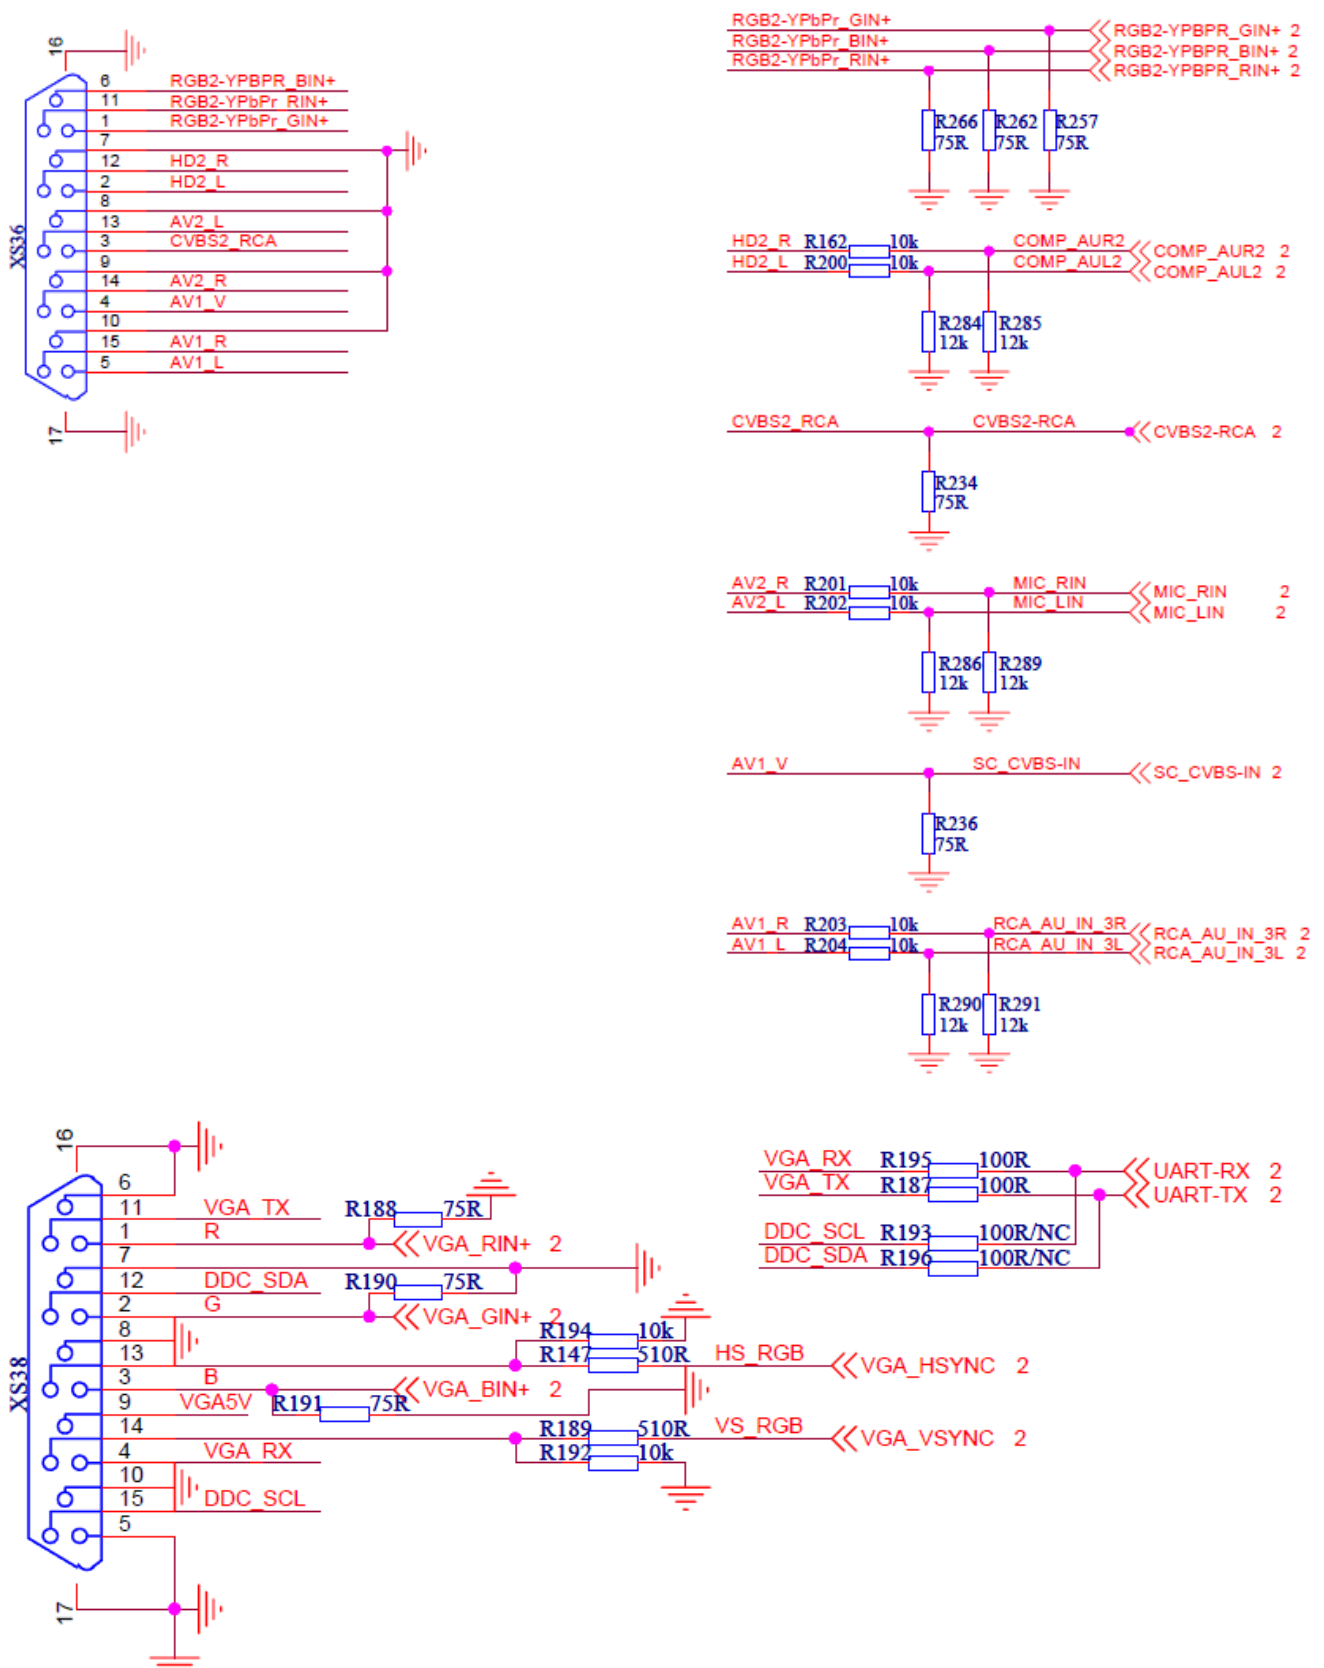 16
6 RGB2-YPBPR_BIN+
11 RGB2-YPbPr_RIN+
1 RGB2-YPbPr_GIN+
7
12 HD2_R
2 HD2_L
8
13 AV2_L
3 CVBS2_RCA
9
14 AV2_R
4 AV1_V
10
15 AV1_R
5 AV1_L
17
XS36
RGB2-YPbPr_GIN+ RGB2-YPBPR_GIN+ 2
RGB2-YPbPr_BIN+ RGB2-YPBPR_BIN+ 2
RGB2-YPbPr_RIN+ RGB2-YPBPR_RIN+ 2
R266 R262 R257
75R 75R 75R
HD2_R R162 10k COMP_AUR2 COMP_AUR2 2
HD2_L R200 10k COMP_AUL2 COMP_AUL2 2
R284 R285
12k 12k
CVBS2_RCA CVBS2-RCA CVBS2-RCA 2
R234
75R
AV2_R R201 10k MIC_RIN MIC_RIN 2
AV2_L R202 10k MIC_LIN MIC_LIN 2
R286 R289
12k 12k
AV1_V SC_CVBS-IN SC_CVBS-IN 2
R236
75R
AV1_R R203 10k RCA_AU_IN_3R RCA_AU_IN_3R 2
AV1_L R204 10k RCA_AU_IN_3L RCA_AU_IN_3L 2
R290 R291
12k 12k
16
6
11 VGA_TX R188 75R
1 R VGA_RIN+ 2
7
12 DDC_SDA R190 75R
2 G VGA_GIN+ 2
8 R194 10k
13 R147 510R HS_RGB VGA_HSYNC 2
3 B VGA_BIN+ 2
9 VGA5V R191 75R
14 R189 510R VS_RGB VGA_VSYNC 2
4 VGA_RX R192 10k
10
15 DDC_SCL
5
17
XS38
VGA_RX R195 100R UART-RX 2
VGA_TX R187 100R UART-TX 2
DDC_SCL R193 100R/NC
DDC_SDA R196 100R/NC